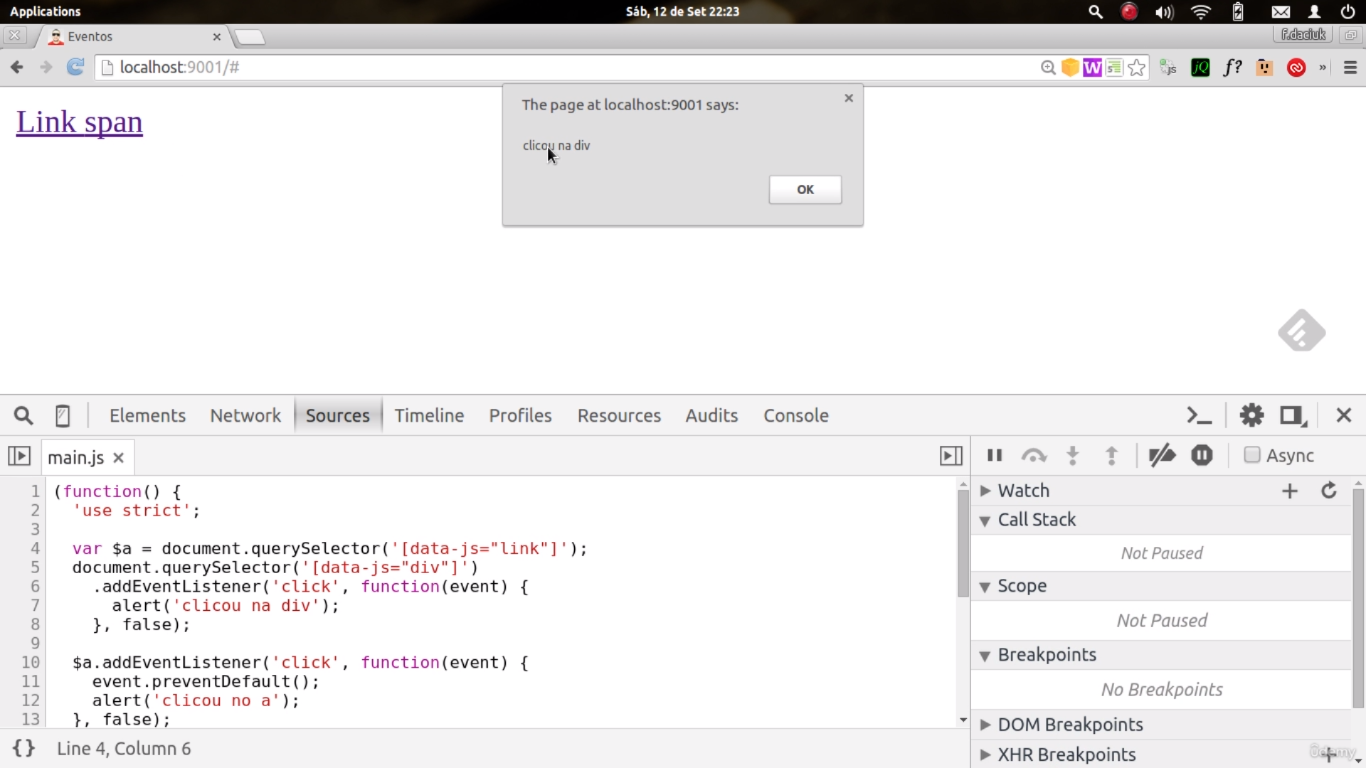 Applications
Sáb, 12 de Set 22:23
Eventos
f.daciuk
localhost:9001/#
W
js
jQ
f?
»
Link span
The page at localhost:9001 says:
clicou na div
OK
Elements Network Sources Timeline Profiles Resources Audits Console
main.js
Async
1 (function() {
2 'use strict';
3
4 var $a = document.querySelector('[data-js="link"]');
5 document.querySelector('[data-js="div"]')
6 .addEventListener('click', function(event) {
7 alert('clicou na div');
8 }, false);
9
10 $a.addEventListener('click', function(event) {
11 event.preventDefault();
12 alert('clicou no a');
13 }, false);
{} Line 4, Column 6
Watch
Call Stack
Not Paused
Scope
Not Paused
Breakpoints
No Breakpoints
DOM Breakpoints
XHR Breakpoints
ûdemy